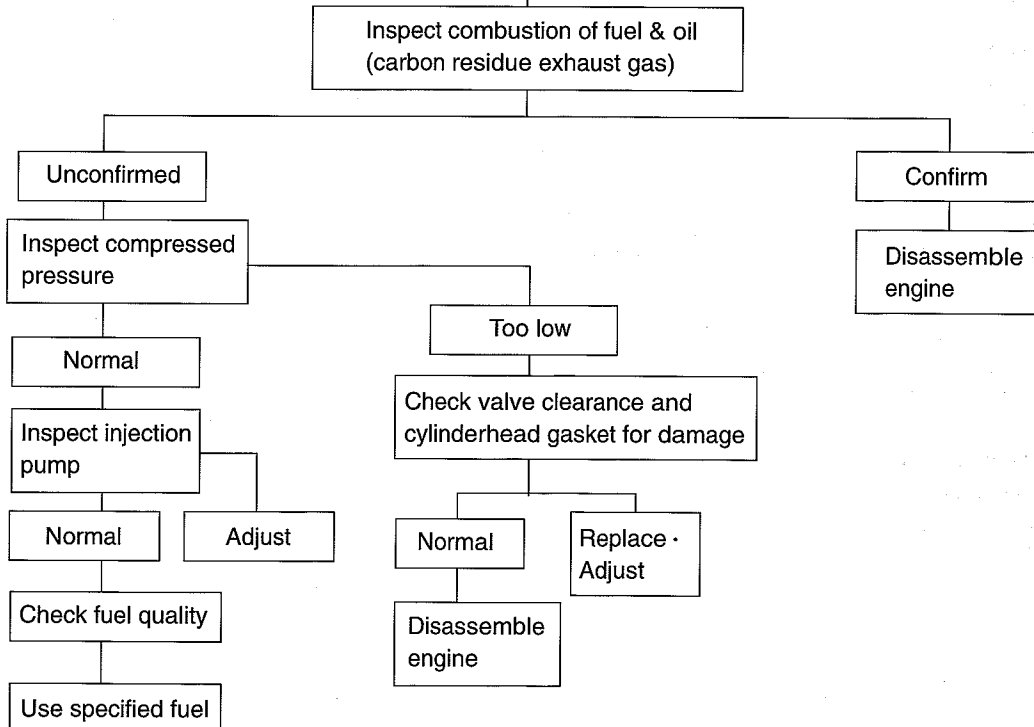 Inspect combustion of fuel & oil
(carbon residue exhaust gas)
Unconfirmed
Confirm
Inspect compressed
pressure
Disassemble
engine
Too low
Normal
Check valve clearance and
cylinderhead gasket for damage
Inspect injection
pump
Normal
Adjust
Normal
Replace ·
Adjust
Check fuel quality
Disassemble
engine
Use specified fuel